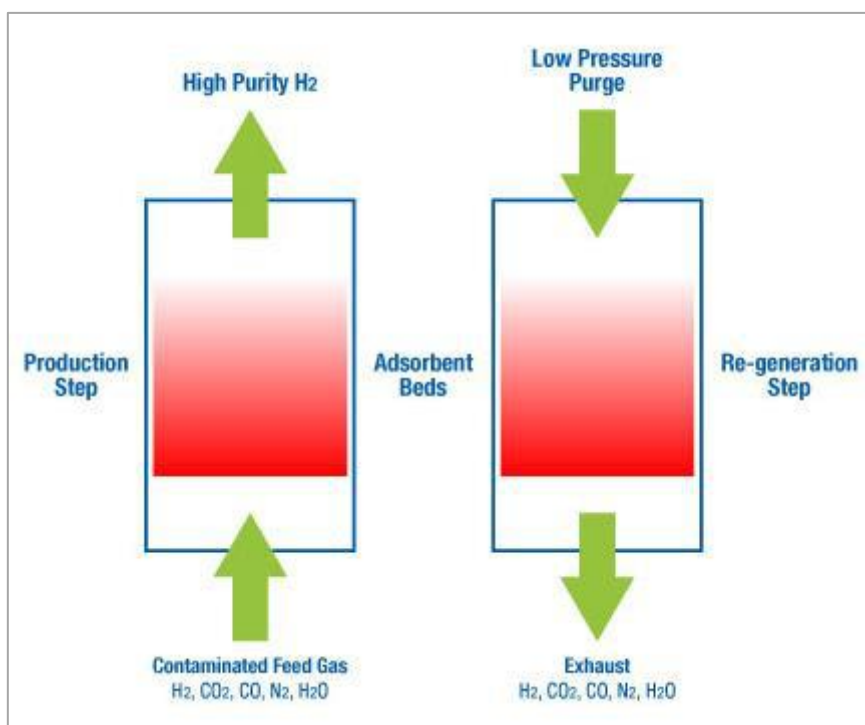 High Purity H2
Low Pressure
Purge
Production
Step
Adsorbent
Beds
Re-generation
Step
Contaminated Feed Gas
H2, CO2, CO, N2, H2O
Exhaust
H2, CO2, CO, N2, H2O